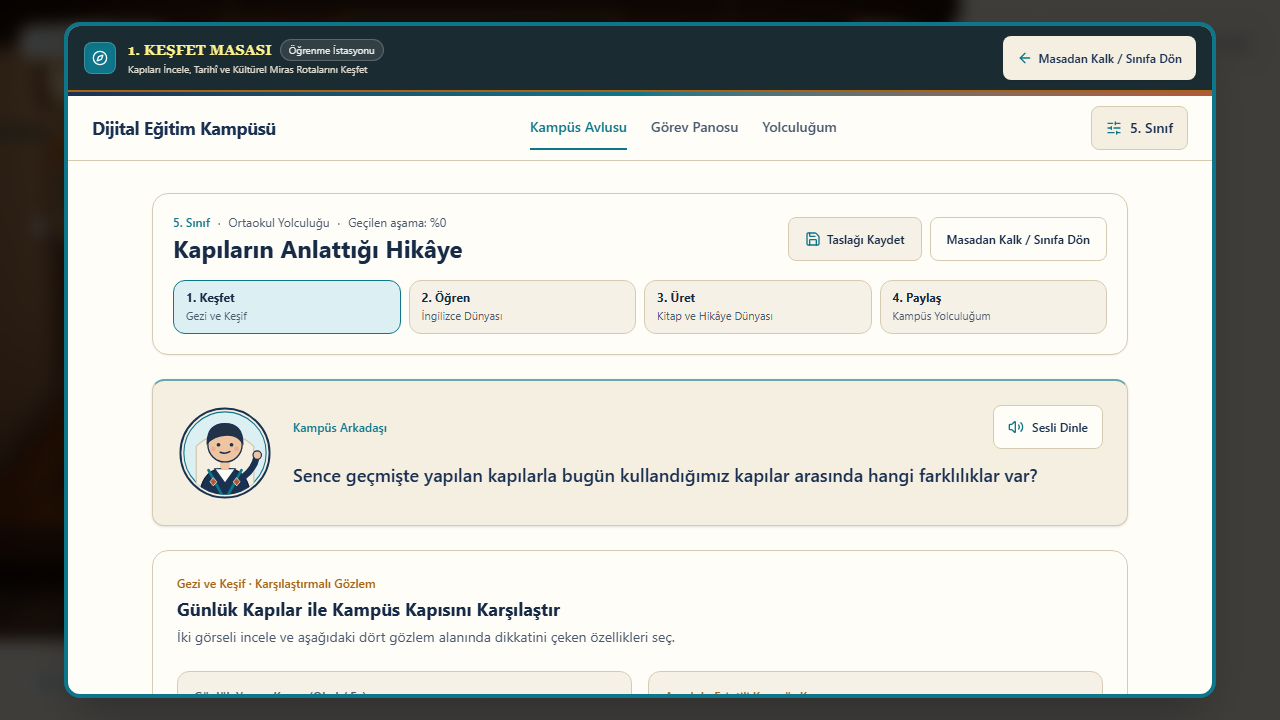 1. KEŞFET MASASI
Öğrenme İstasyonu
Kapıları İncele, Tarihî ve Kültürel Miras Rotalarını Keşfet
Masadan Kalk / Sınıfa Dön
Dijital Eğitim Kampüsü
Kampüs Avlusu
Görev Panosu
Yolculuğum
5. Sınıf
5. Sınıf · Ortaokul Yolculuğu · Geçilen aşama: %0
Kapıların Anlattığı Hikâye
Taslağı Kaydet
Masadan Kalk / Sınıfa Dön
1. Keşfet
Gezi ve Keşif
2. Öğren
İngilizce Dünyası
3. Üret
Kitap ve Hikâye Dünyası
4. Paylaş
Kampüs Yolculuğum
Kampüs Arkadaşı
Sesli Dinle
Sence geçmişte yapılan kapılarla bugün kullandığımız kapılar arasında hangi farklılıklar var?
Gezi ve Keşif · Karşılaştırmalı Gözlem
Günlük Kapılar ile Kampüs Kapısını Karşılaştır
İki görseli incele ve aşağıdaki dört gözlem alanında dikkatini çeken özellikleri seç.